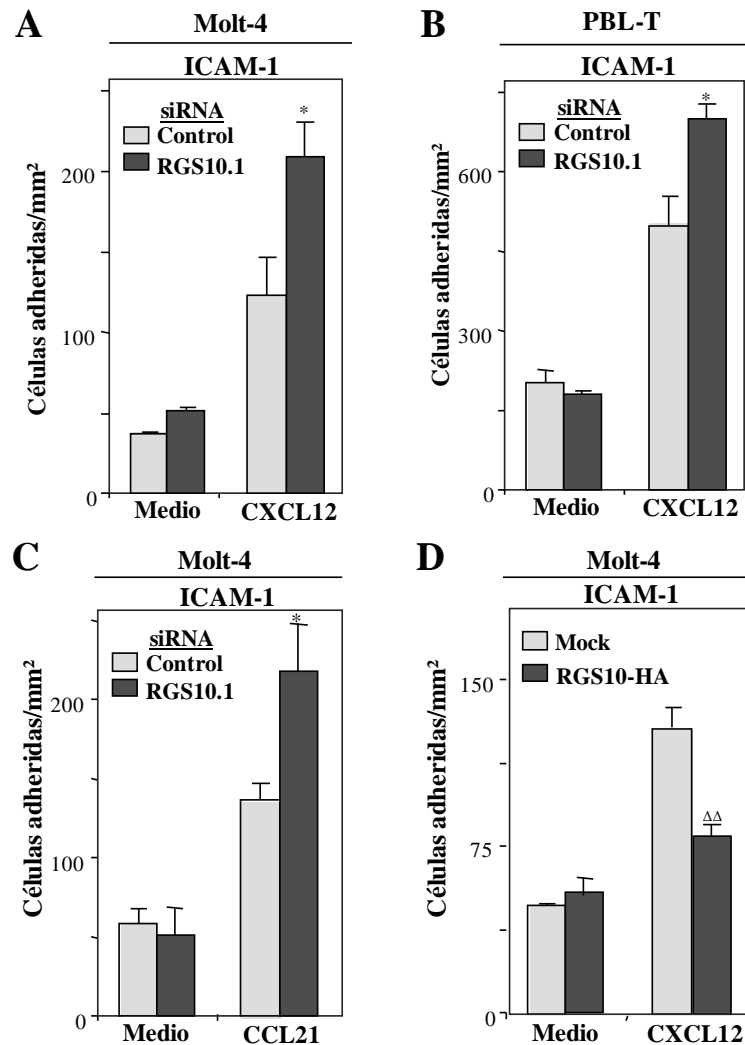 A
Molt-4
ICAM-1
siRNA
Control
RGS10.1
*
Células adheridas/mm²
200
100
0
Medio
CXCL12
B
PBL-T
ICAM-1
siRNA
Control
RGS10.1
*
Células adheridas/mm²
600
300
0
Medio
CXCL12
C
Molt-4
ICAM-1
siRNA
Control
RGS10.1
*
Células adheridas/mm²
200
100
0
Medio
CCL21
D
Molt-4
ICAM-1
Mock
RGS10-HA
ΔΔ
Células adheridas/mm²
150
75
0
Medio
CXCL12